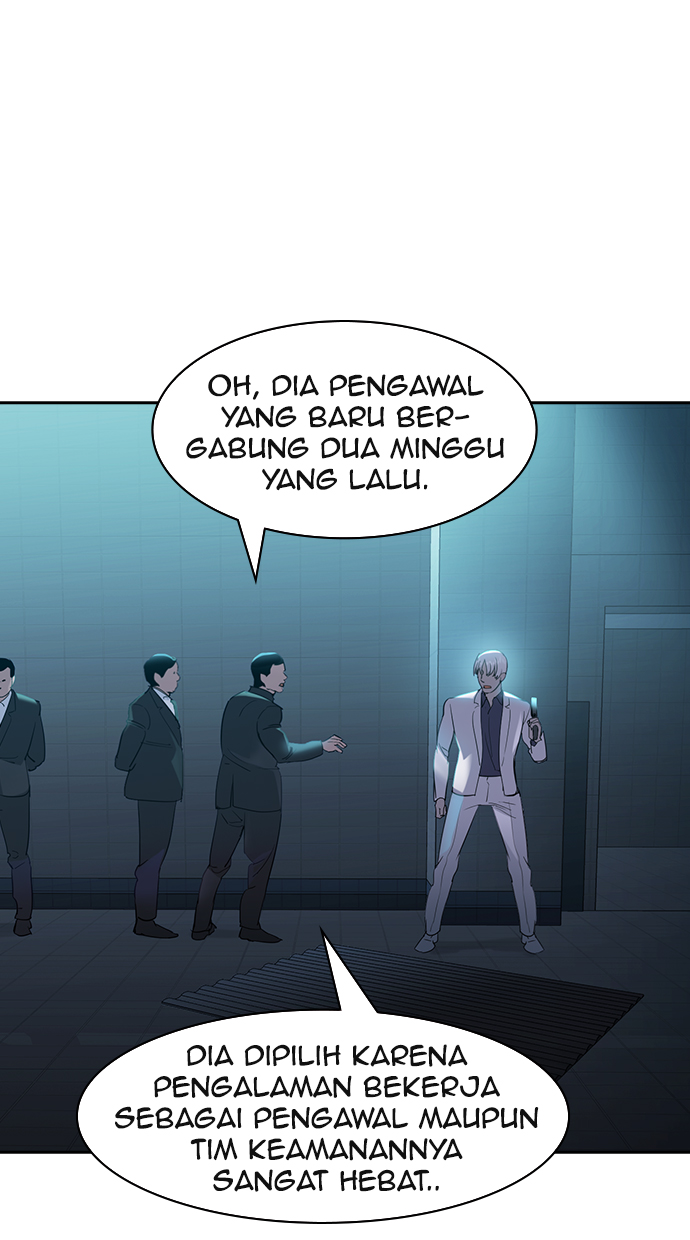 OH, DIA PENGAWAL
YANG BARU BER-
GABUNG DUA MINGGU
YANG LALU.
DIA DIPILIH KARENA
PENGALAMAN BEKERJA
SEBAGAI PENGAWAL MAUPUN
TIM KEAMANANNYA
SANGAT HEBAT..